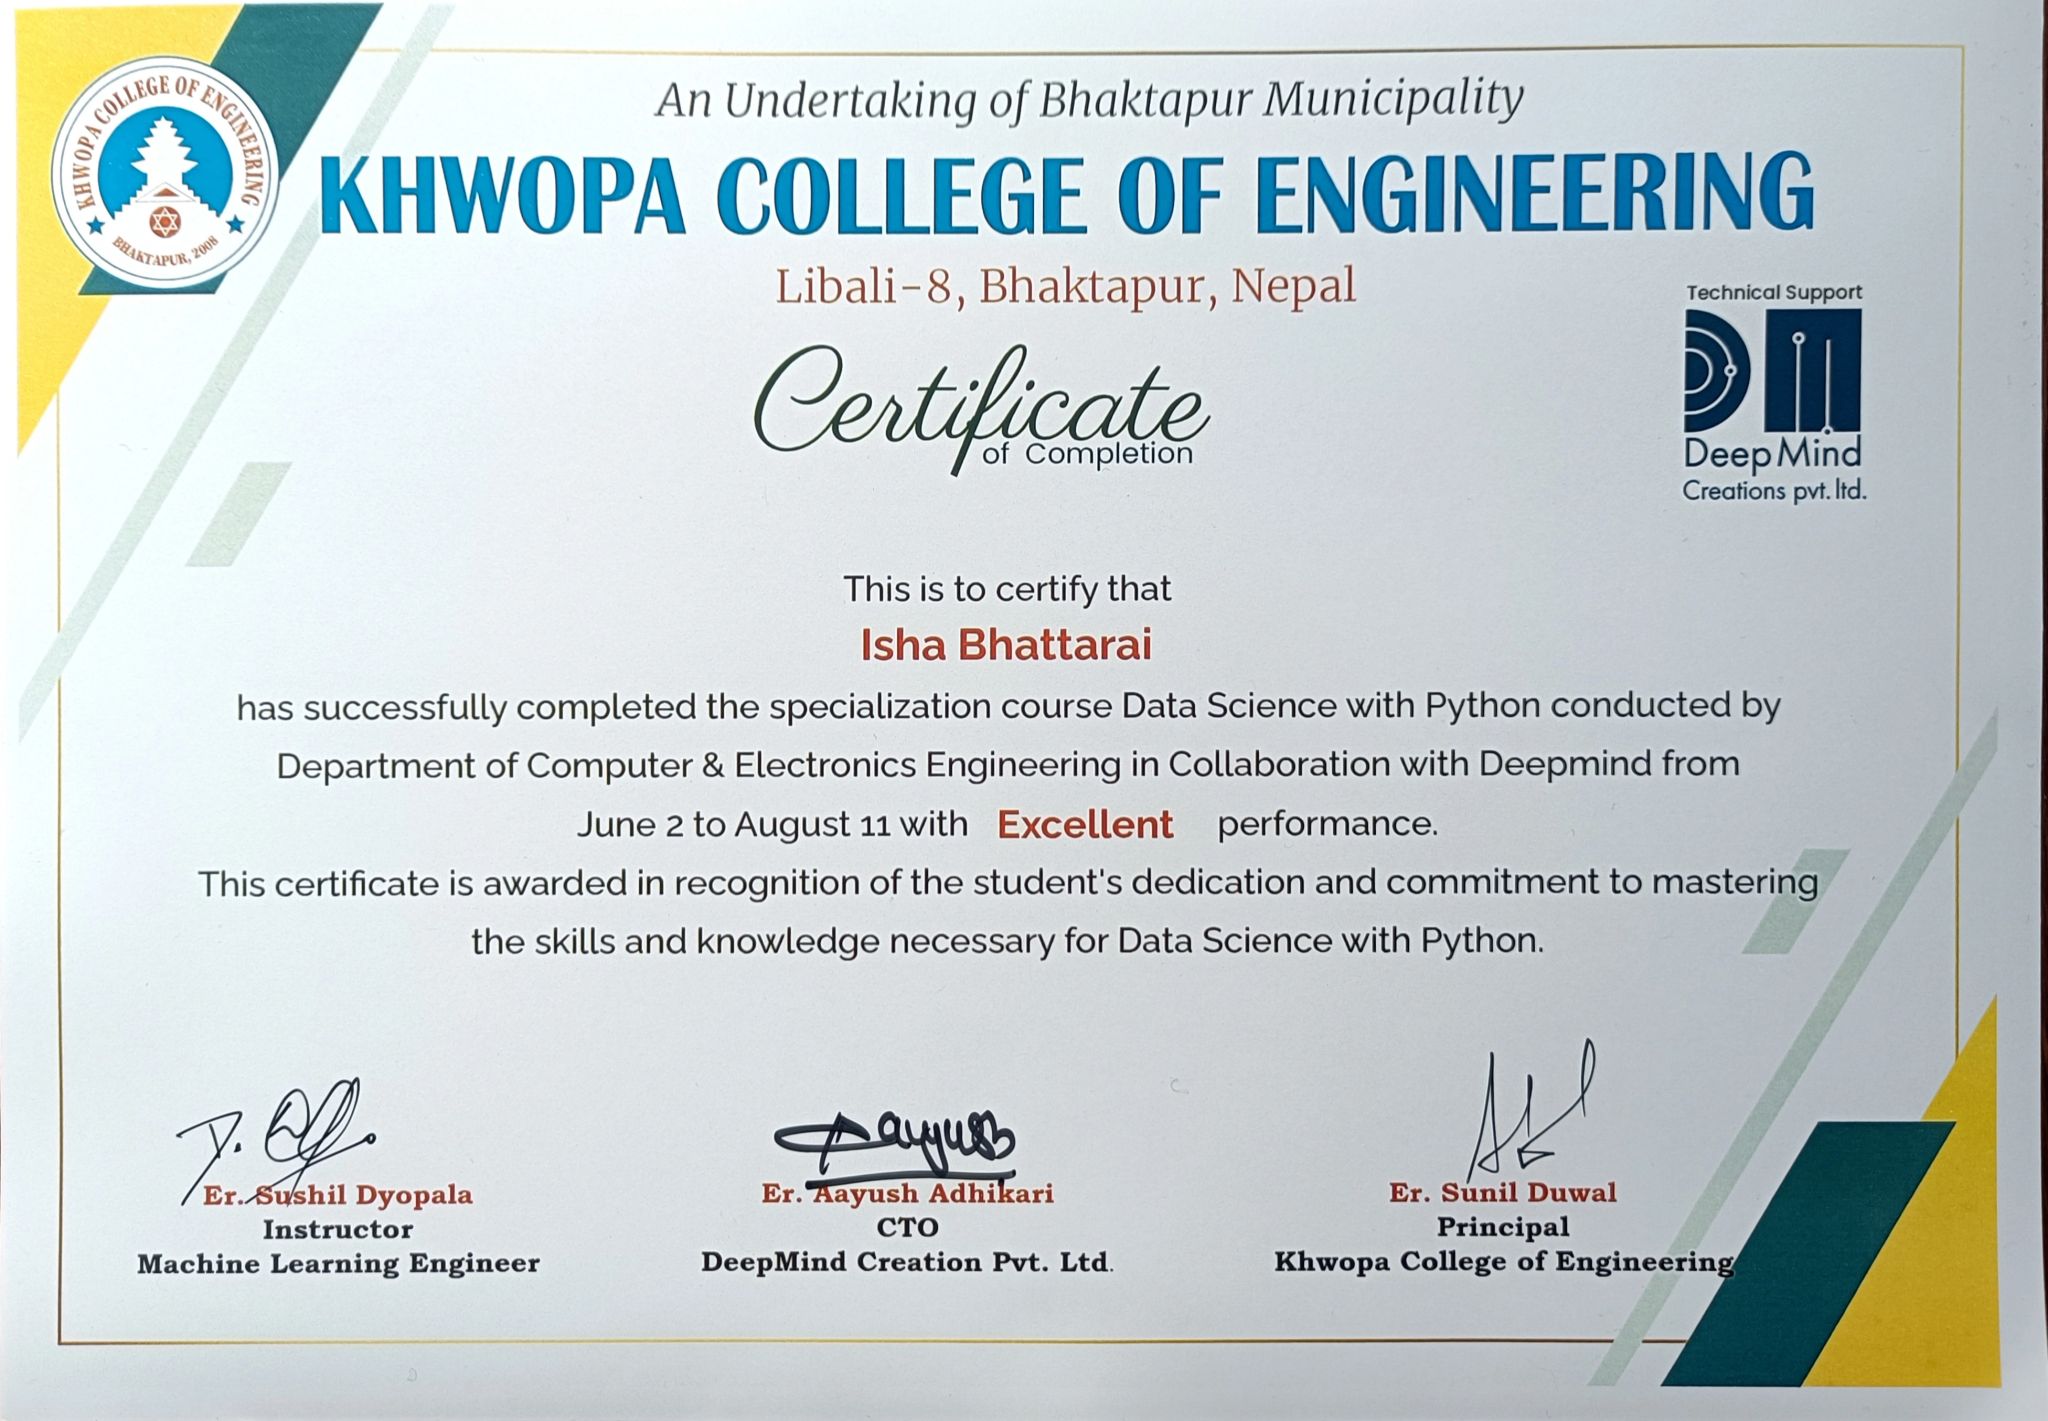 KHWOPA COLLEGE OF ENGINEERING
BHAKTAPUR, 2008
An Undertaking of Bhaktapur Municipality
KHWOPA COLLEGE OF ENGINEERING
Libali-8, Bhaktapur, Nepal
Technical Support
DeepMind
Creations pvt. ltd.
Certificate
of Completion
This is to certify that
Isha Bhattarai
has successfully completed the specialization course Data Science with Python conducted by
Department of Computer & Electronics Engineering in Collaboration with Deepmind from
June 2 to August 11 with Excellent performance.
This certificate is awarded in recognition of the student's dedication and commitment to mastering
the skills and knowledge necessary for Data Science with Python.
Aayush
Er. Sushil Dyopala
Instructor
Machine Learning Engineer
Er. Aayush Adhikari
CTO
DeepMind Creation Pvt. Ltd.
Er. Sunil Duwal
Principal
Khwopa College of Engineering